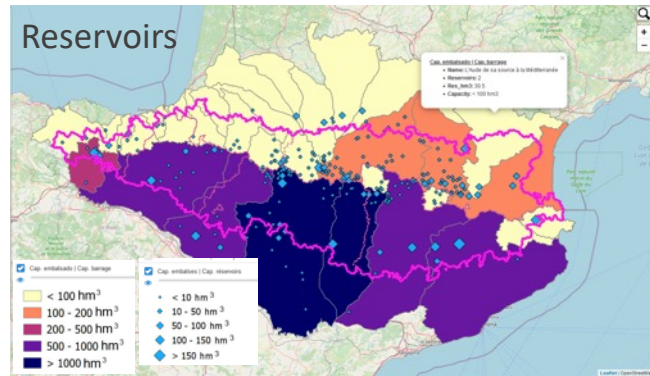 Reservoirs
+
−
Cap. embalsado | Cap. barrage
Name: L'Aude de sa source à la Méditerranée
Reservoirs: 2
Res_hm3: 30.5
Capacity: < 100 hm3
Cap. embalsado | Cap. barrage
< 100 hm³
100 - 200 hm³
200 - 500 hm³
500 - 1000 hm³
> 1000 hm³
Cap. embalses | Cap. réservoirs
< 10 hm³
10 - 50 hm³
50 - 100 hm³
100 - 150 hm³
> 150 hm³
Leaflet | OpenStreetM